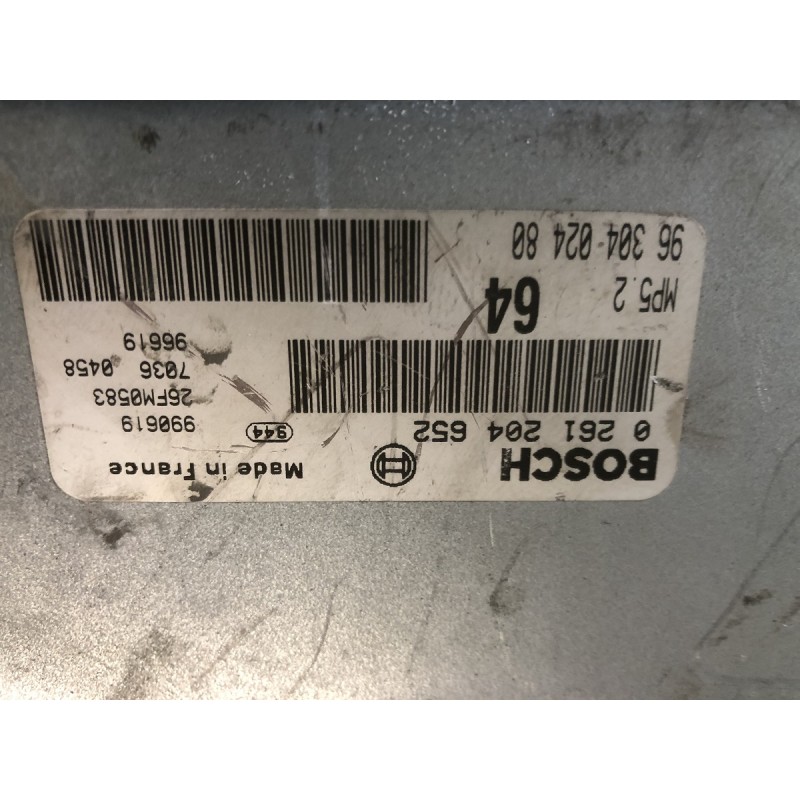 BOSCH
Made in France
0 261 204 652
944
990619
26FM0583
7036 0458
96619
MP5.2
64
96 304 024 80